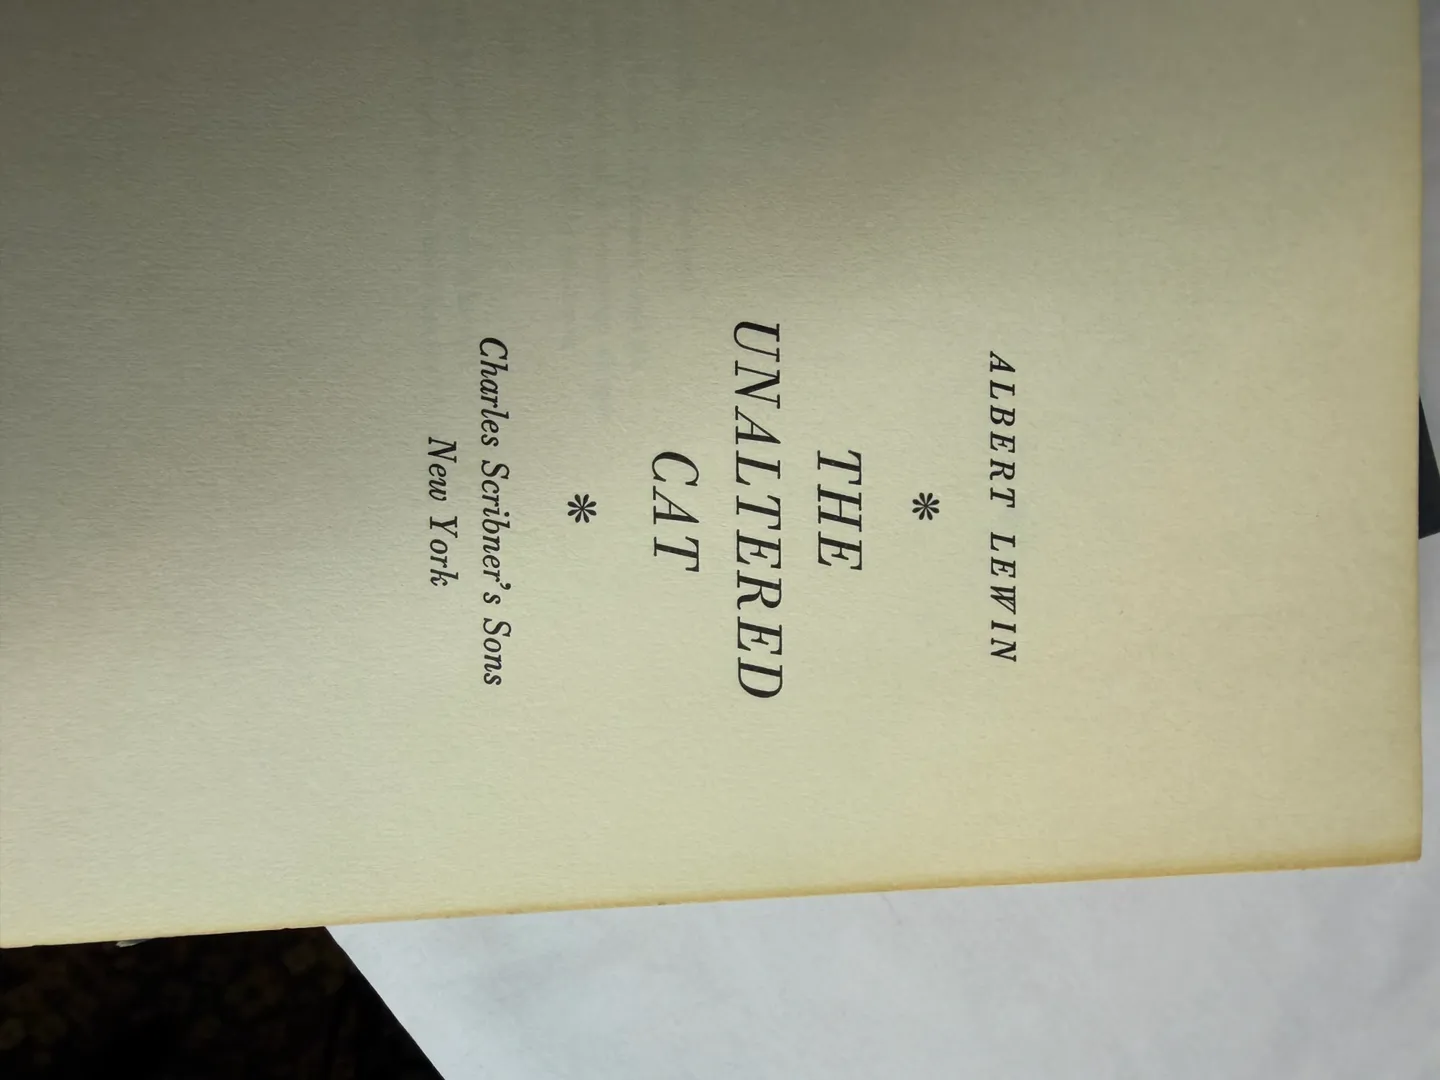 ALBERT LEWIN
THE
UNALTERED
CAT
Charles Scribner's Sons
New York